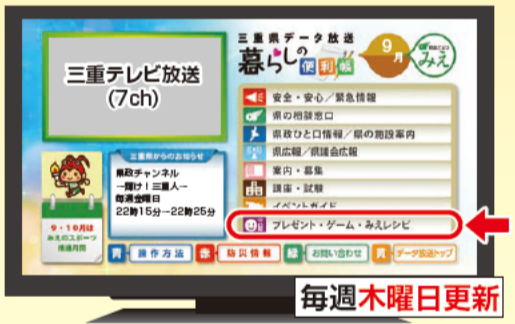 三重テレビ放送
(7ch)
三重県データ放送
暮らしの便利帳
9月
みえ
安全・安心／緊急情報
県の相談窓口
県政ひと口情報／県の施設案内
県広報／県議会広報
案内・募集
講座・試験
イベントガイド
プレゼント・ゲーム・みえレシピ
三重県からのお知らせ
県政チャンネル
～輝け！三重人～
毎週金曜日
22時15分～22時25分
9・10月は
みえのスポーツ
推進月間
青 操作方法
赤 防災情報
緑 お問い合わせ
黄 データ放送トップ
毎週木曜日更新